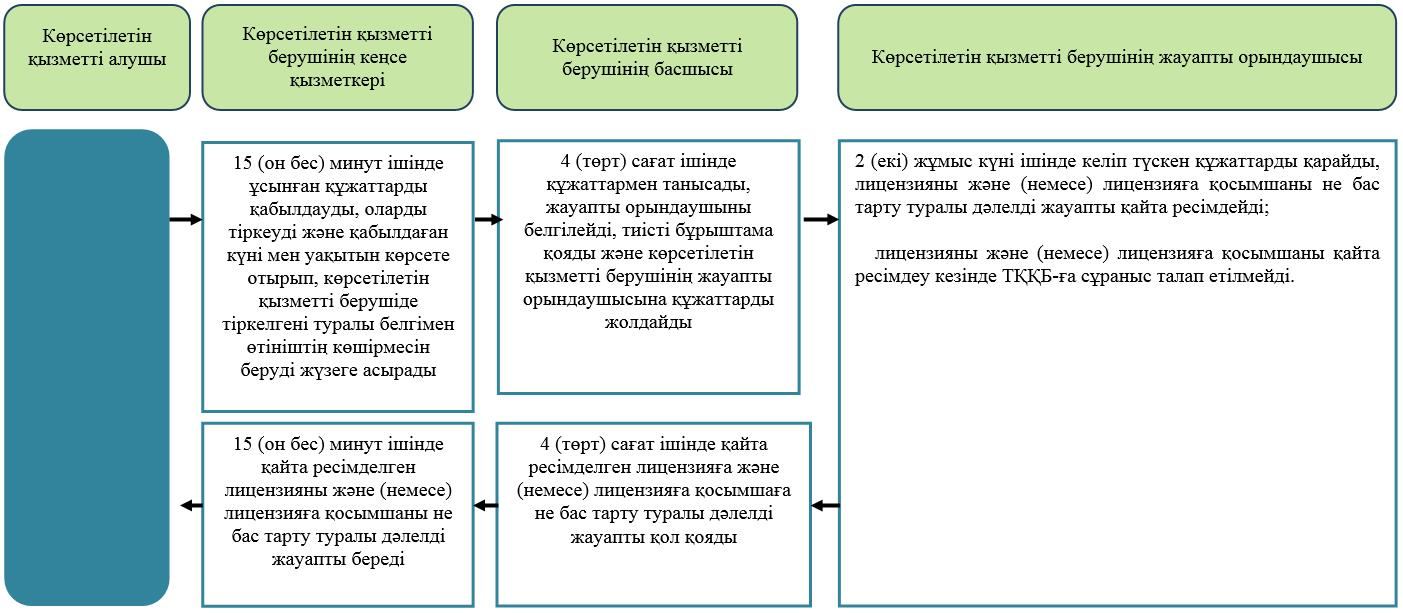 Көрсетілетін
қызметті алушы
Көрсетілетін қызметті
берушінің кеңсе
қызметкері
Көрсетілетін қызметті
берушінің басшысы
Көрсетілетін қызметті берушінің жауапты орындаушысы
15 (он бес) минут ішінде
ұсынған құжаттарды
қабылдауды, оларды
тіркеуді және қабылдаған
күні мен уақытын көрсете
отырып, көрсетілетін
қызметті берушіде
тіркелгені туралы белгімен
өтініштің көшірмесін
беруді жүзеге асырады
4 (төрт) сағат ішінде
құжаттармен танысады,
жауапты орындаушыны
белгілейді, тиісті бұрыштама
қояды және көрсетілетін
қызметті берушінің жауапты
орындаушысына құжаттарды
жолдайды
2 (екі) жұмыс күні ішінде келіп түскен құжаттарды қарайды,
лицензияны және (немесе) лицензияға қосымшаны не бас
тарту туралы дәлелді жауапты қайта ресімдейді;
лицензияны және (немесе) лицензияға қосымшаны қайта
ресімдеу кезінде ТҚҚБ-ға сұраныс талап етілмейді.
15 (он бес) минут ішінде
қайта ресімделген
лицензияны және (немесе)
лицензияға қосымшаны не
бас тарту туралы дәлелді
жауапты береді
4 (төрт) сағат ішінде қайта
ресімделген лицензияға және
(немесе) лицензияға қосымшаға
не бас тарту туралы дәлелді
жауапты қол қояды